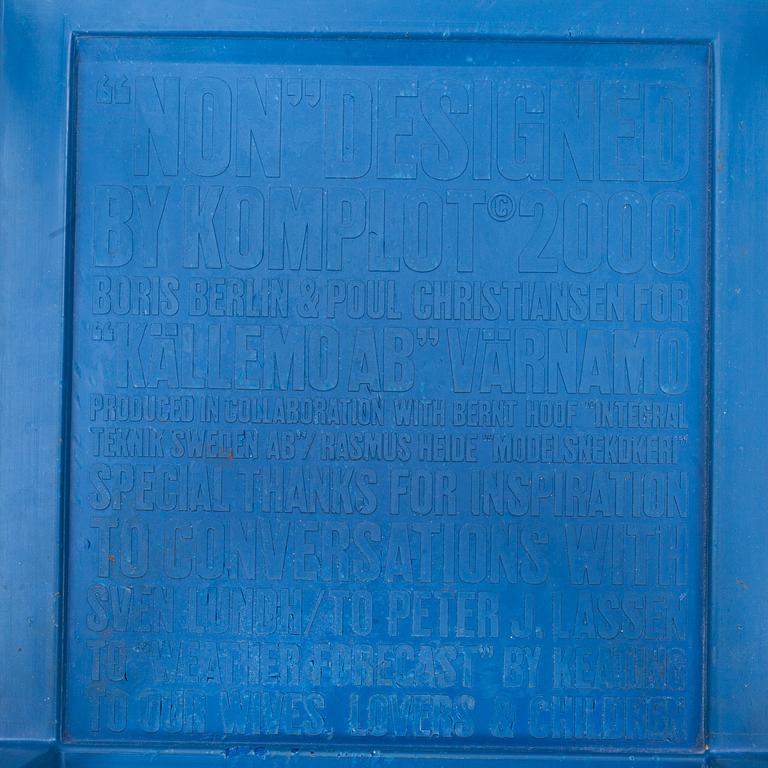 “NON” DESIGNED
BY KOMPLOT © 2000
BORIS BERLIN & POUL CHRISTIANSEN FOR
“KÄLLEMO AB” VÄRNAMO
PRODUCED IN COLLABORATION WITH BERNT HOOF “INTEGRAL
TEKNIK SWEDEN AB” / RASMUS HEIDE “MODELSNEKDKERI”
SPECIAL THANKS FOR INSPIRATION
TO CONVERSATIONS WITH
SVEN LUNDH / TO PETER J. LASSEN
TO “WEATHER FORECAST” BY KEATING
TO OUR WIVES, LOVERS & CHILDREN